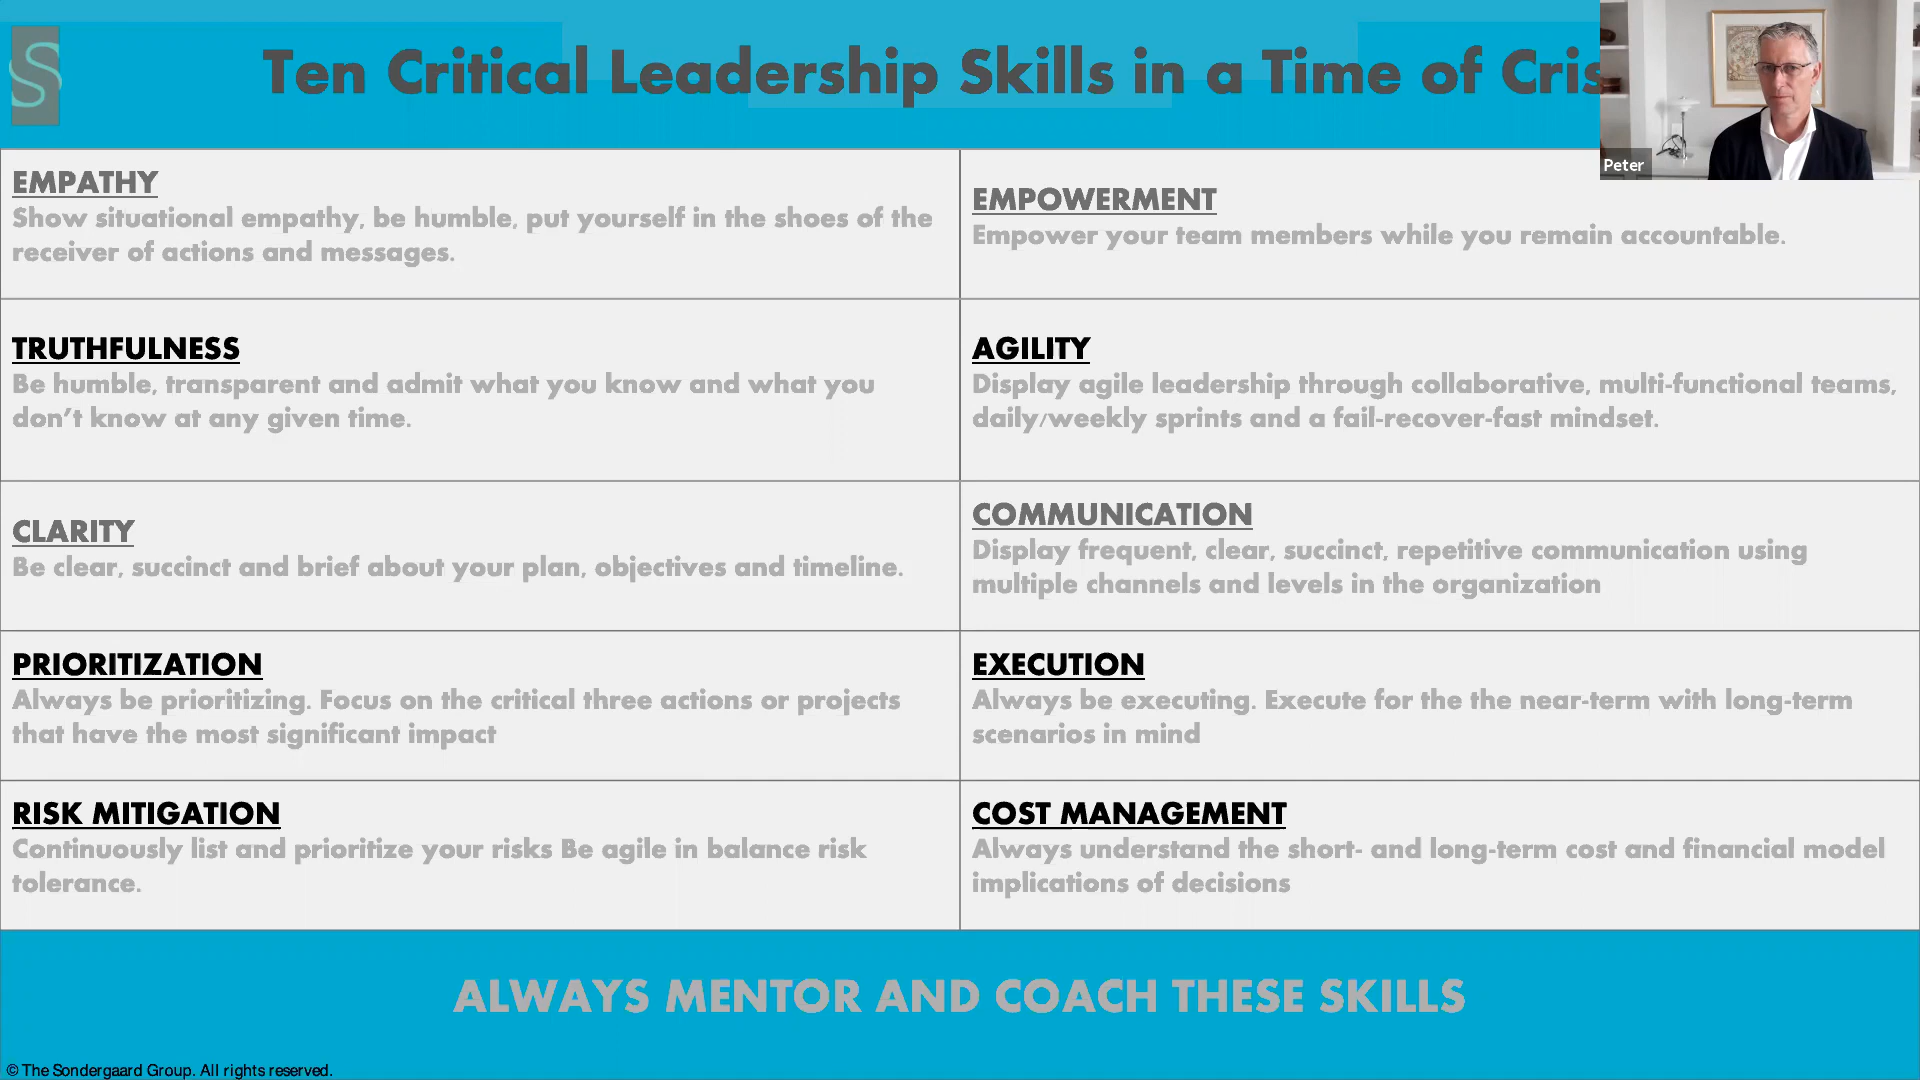 S
Ten Critical Leadership Skills in a Time of Cris
Peter
EMPATHY
Show situational empathy, be humble, put yourself in the shoes of the
receiver of actions and messages.
EMPOWERMENT
Empower your team members while you remain accountable.
TRUTHFULNESS
Be humble, transparent and admit what you know and what you
don't know at any given time.
AGILITY
Display agile leadership through collaborative, multi-functional teams,
daily/weekly sprints and a fail-recover-fast mindset.
CLARITY
Be clear, succinct and brief about your plan, objectives and timeline.
COMMUNICATION
Display frequent, clear, succinct, repetitive communication using
multiple channels and levels in the organization
PRIORITIZATION
Always be prioritizing. Focus on the critical three actions or projects
that have the most significant impact
EXECUTION
Always be executing. Execute for the the near-term with long-term
scenarios in mind
RISK MITIGATION
Continuously list and prioritize your risks Be agile in balance risk
tolerance.
COST MANAGEMENT
Always understand the short- and long-term cost and financial model
implications of decisions
ALWAYS MENTOR AND COACH THESE SKILLS
© The Sondergaard Group. All rights reserved.